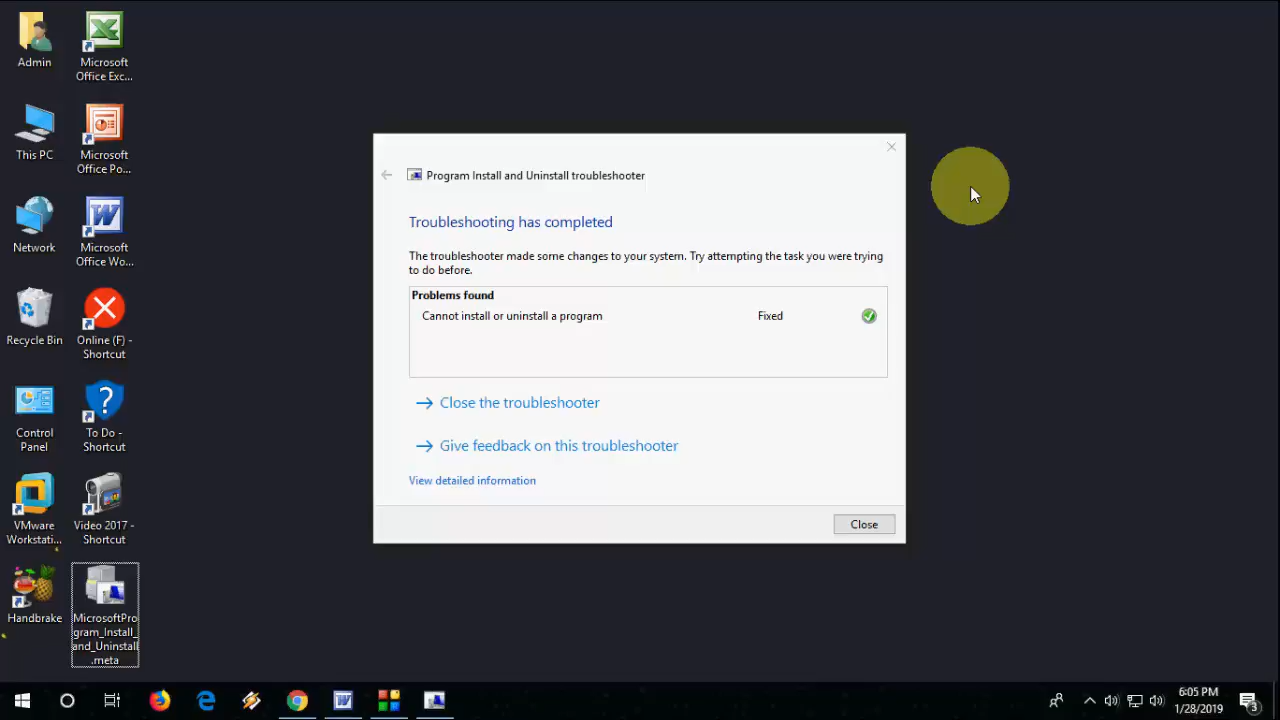 Admin
Microsoft
Office Exc...
This PC
Microsoft
Office Po...
Network
Microsoft
Office Wo...
Recycle Bin
Online (F) -
Shortcut
Control
Panel
To Do -
Shortcut
VMware
Workstati...
Video 2017 -
Shortcut
Handbrake
MicrosoftPro
gram_Install_
and_Uninstall
.meta
Program Install and Uninstall troubleshooter
Troubleshooting has completed
The troubleshooter made some changes to your system. Try attempting the task you were trying
to do before.
Problems found
Cannot install or uninstall a program Fixed
Close the troubleshooter
Give feedback on this troubleshooter
View detailed information
Close
6:05 PM
1/28/2019
3